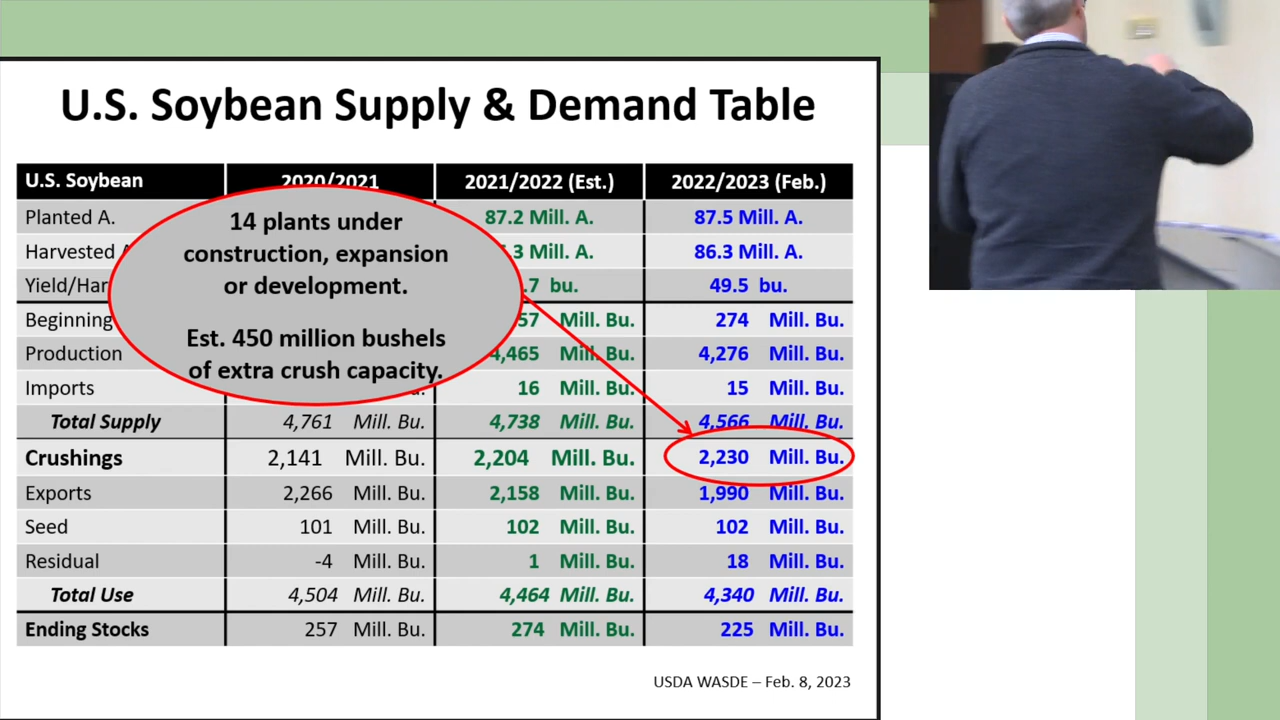 U.S. Soybean Supply & Demand Table
U.S. Soybean 2020/2021 2021/2022 (Est.) 2022/2023 (Feb.)
Planted A. 87.2 Mill. A. 87.5 Mill. A.
Harvested Mill. A. 86.3 Mill. A.
bu. 49.5 bu.
Beginning Mill. Bu. 274 Mill. Bu.
Production 4,465 Mill. Bu. 4,276 Mill. Bu.
Imports 16 Mill. Bu. 15 Mill. Bu.
Total Supply 4,761 Mill. Bu. 4,738 Mill. Bu. 4,566 Mill. Bu.
Crushings 2,141 Mill. Bu. 2,204 Mill. Bu. 2,230 Mill. Bu.
Exports 2,266 Mill. Bu. 2,158 Mill. Bu. 1,990 Mill. Bu.
Seed 101 Mill. Bu. 102 Mill. Bu. 102 Mill. Bu.
Residual -4 Mill. Bu. 1 Mill. Bu. 18 Mill. Bu.
Total Use 4,504 Mill. Bu. 4,464 Mill. Bu. 4,340 Mill. Bu.
Ending Stocks 257 Mill. Bu. 274 Mill. Bu. 225 Mill. Bu.
14 plants under
construction, expansion
or development.
Est. 450 million bushels
of extra crush capacity.
USDA WASDE – Feb. 8, 2023